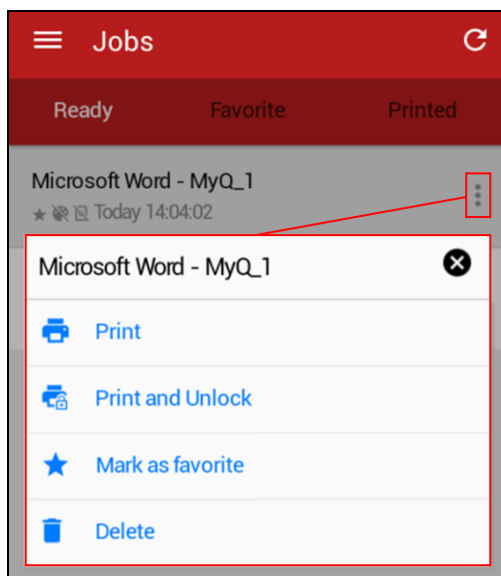 Jobs
Ready Favorite Printed
Microsoft Word - MyQ_1
Today 14:04:02
Microsoft Word - MyQ_1
Print
Print and Unlock
Mark as favorite
Delete